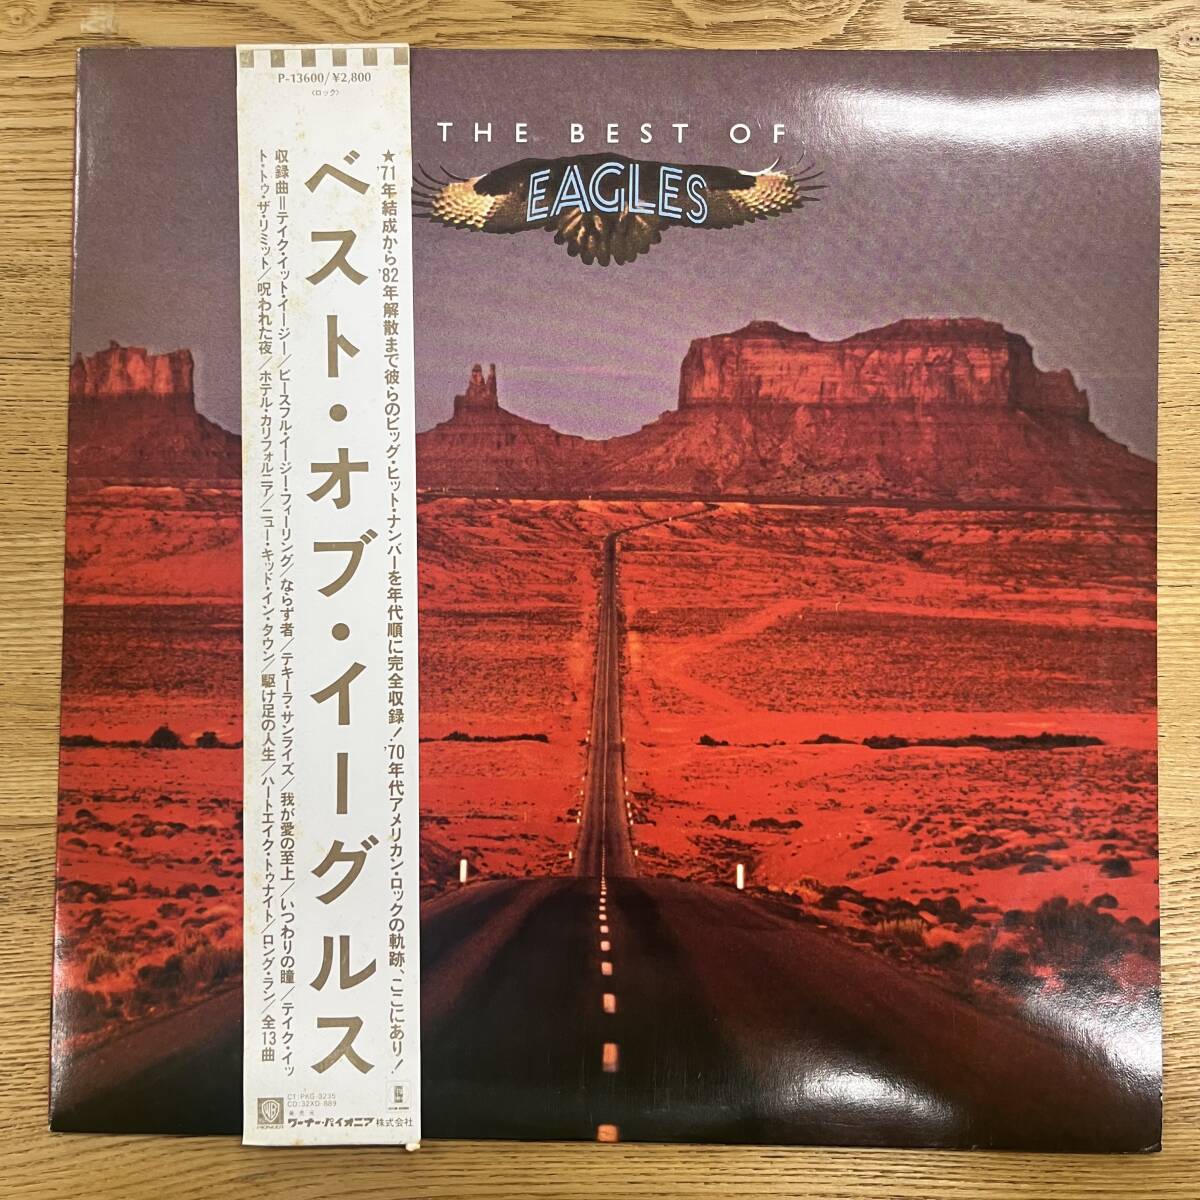 P-13600/¥2,800
〈ロック〉
THE BEST OF
EAGLES
★'71年結成から'82年解散まで彼らのビッグ・ヒット・ナンバーを年代順に完全収録！'70年代アメリカン・ロックの軌跡、ここにあり！
ベスト・オブ・イーグルス
収録曲＝テイク・イット・イージー/ピースフル・イージー・フィーリング/ならず者/テキーラ・サンライズ/我が愛の至上/いつわりの瞳/テイク・イッ
ト・トゥ・ザ・リミット/呪われた夜/ホテル・カリフォルニア/ニュー・キッド・イン・タウン/駆け足の人生/ハートエイク・トゥナイト/ロング・ラン/全13曲
CT:PKG-3235
CD:32XD-889
発売元
ワーナー・パイオニア株式会社
PIONEER